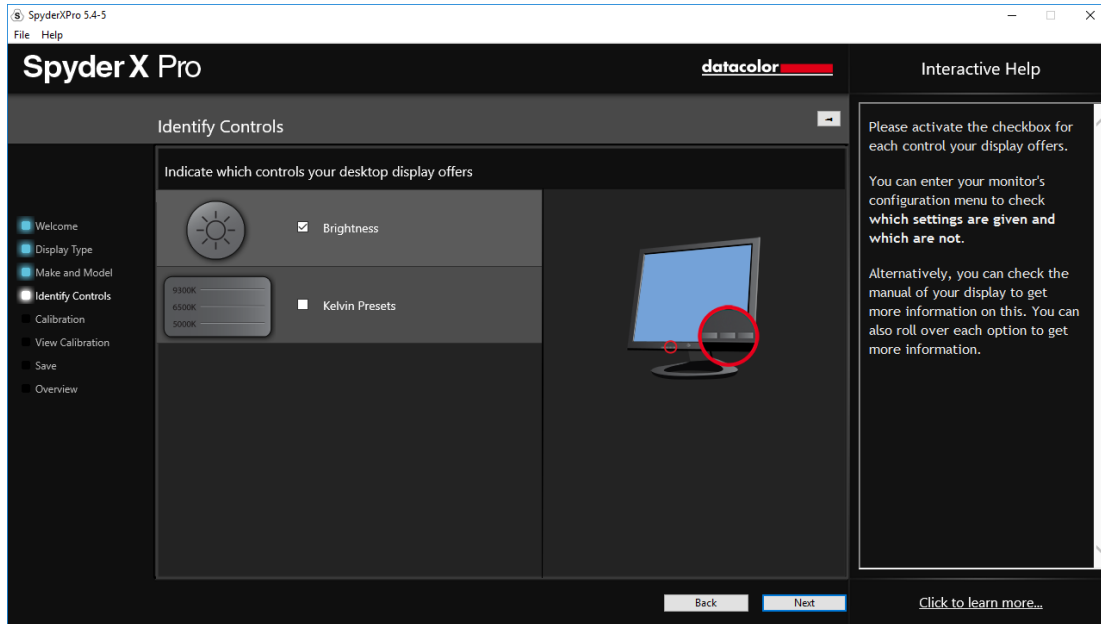 SpyderXPro 5.4-5
File Help
Spyder X Pro
datacolor
Interactive Help
Identify Controls
Indicate which controls your desktop display offers
Welcome
Display Type
Make and Model
Identify Controls
Calibration
View Calibration
Save
Overview
Brightness
9300K
6500K
5000K
Kelvin Presets
Please activate the checkbox for
each control your display offers.
You can enter your monitor's
configuration menu to check
which settings are given and
which are not.
Alternatively, you can check the
manual of your display to get
more information on this. You can
also roll over each option to get
more information.
Back
Next
Click to learn more...